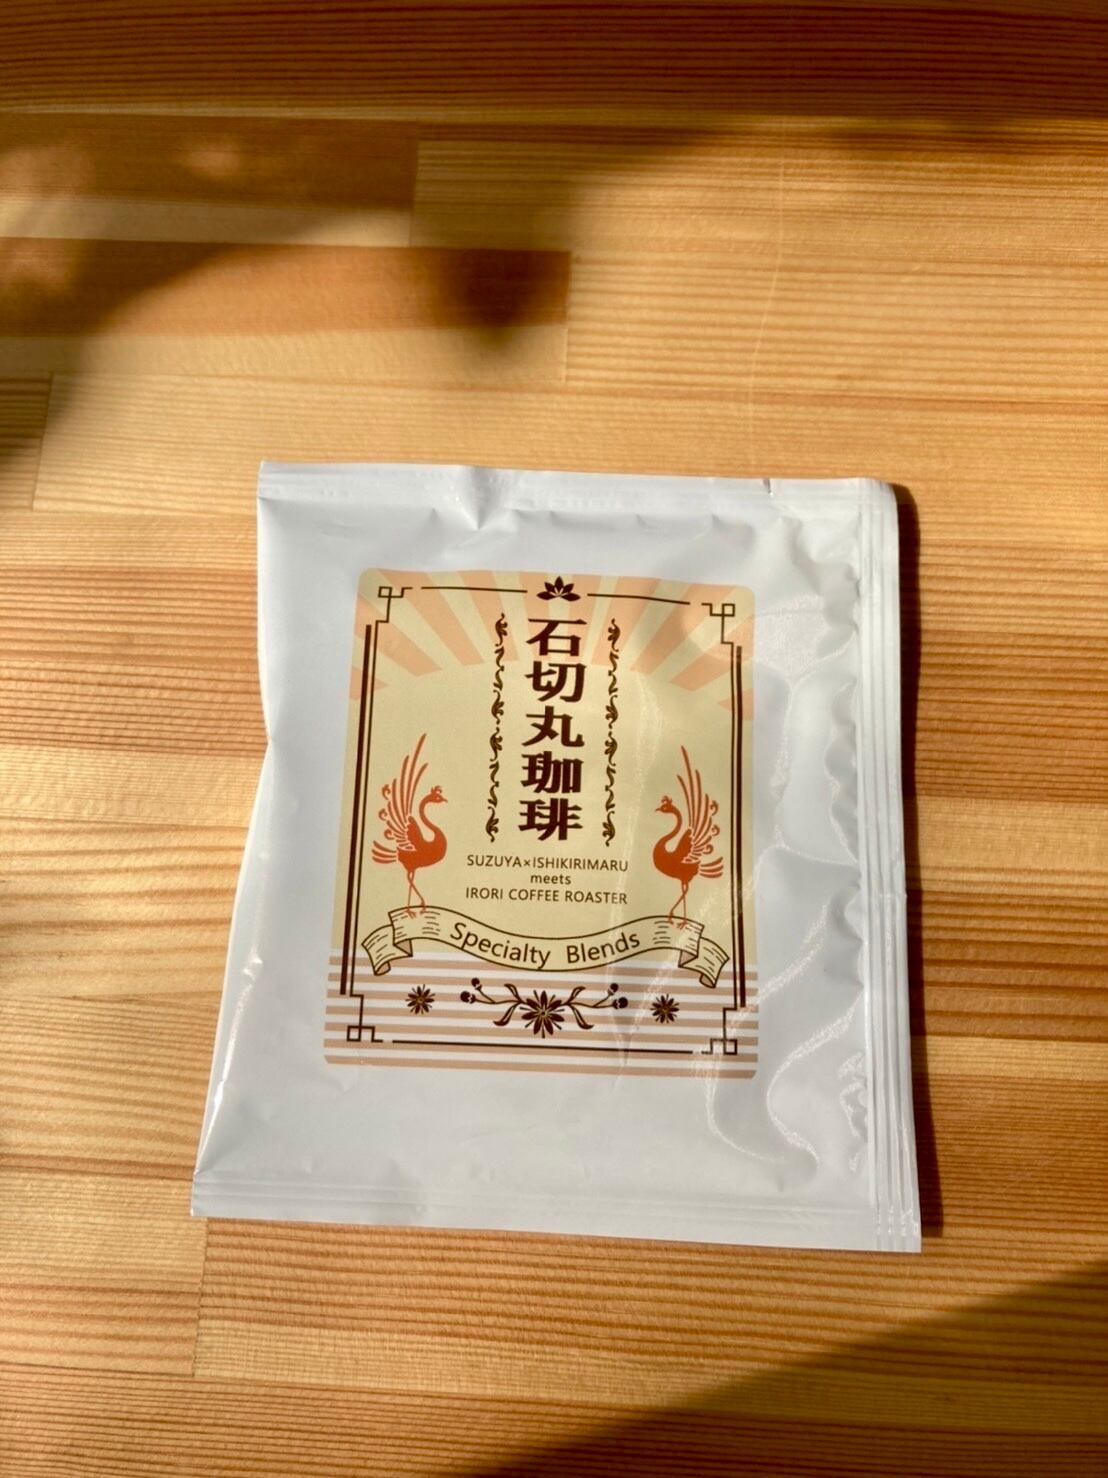 石切丸珈琲
SUZUYA×ISHIKIRIMARU
meets
IRORI COFFEE ROASTER
Specialty Blends